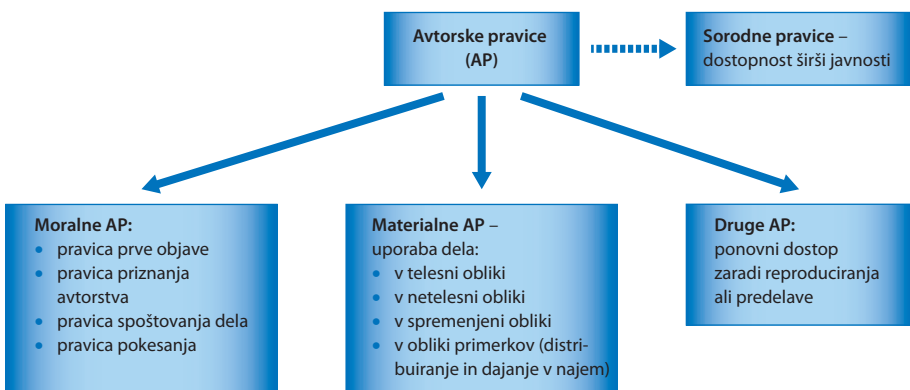 Avtorske pravice
(AP)
Sorodne pravice –
dostopnost širši javnosti
Moralne AP:
• pravica prve objave
• pravica priznanja
avtorstva
• pravica spoštovanja dela
• pravica pokesanja
Materialne AP –
uporaba dela:
• v telesni obliki
• v netelesni obliki
• v spremenjeni obliki
• v obliki primerkov (distri-
buiranje in dajanje v najem)
Druge AP:
ponovni dostop
zaradi reproduciranja
ali predelave